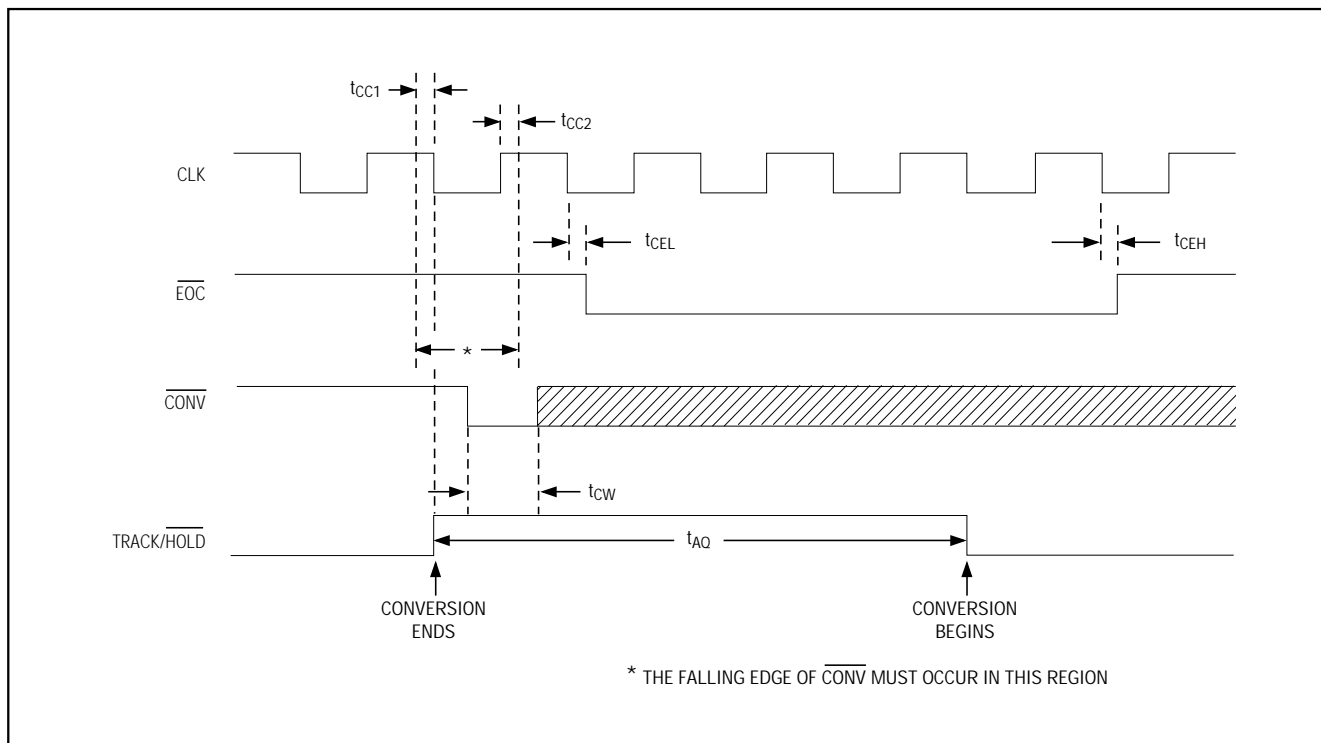 tCC1
tCC2
CLK
tCEL
tCEH
EOC
*
CONV
tCW
TRACK/HOLD
tAQ
CONVERSION
ENDS
CONVERSION
BEGINS
* THE FALLING EDGE OF CONV MUST OCCUR IN THIS REGION